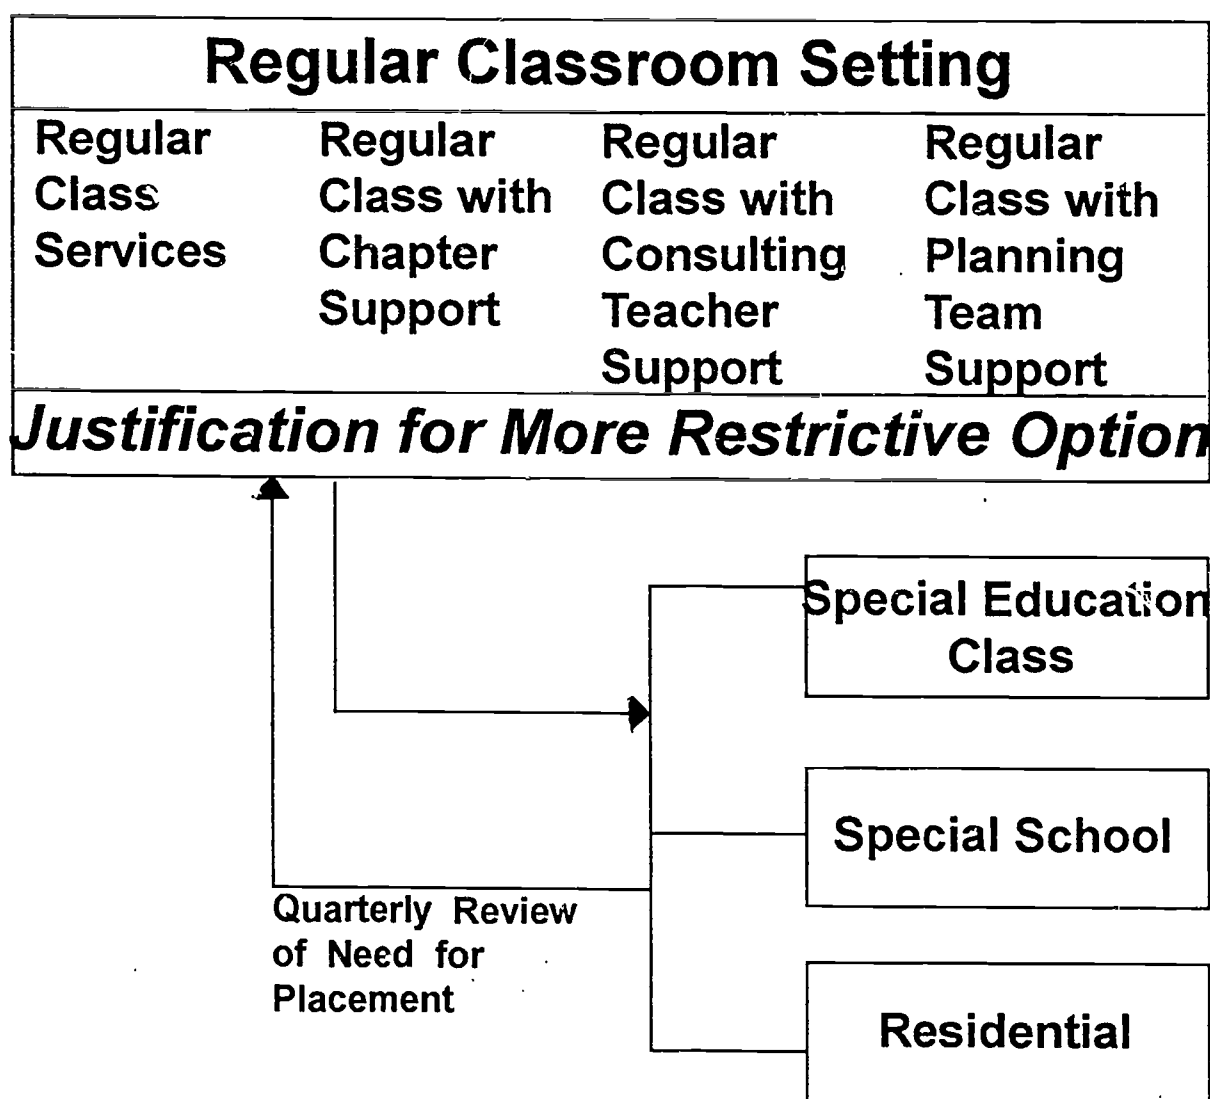 Regular Classroom Setting
Regular
Class
Services
Regular
Class with
Chapter
Support
Regular
Class with
Consulting
Teacher
Support
Regular
Class with
Planning
Team
Support
Justification for More Restrictive Option
Special Education
Class
Special School
Quarterly Review
of Need for
Placement
Residential